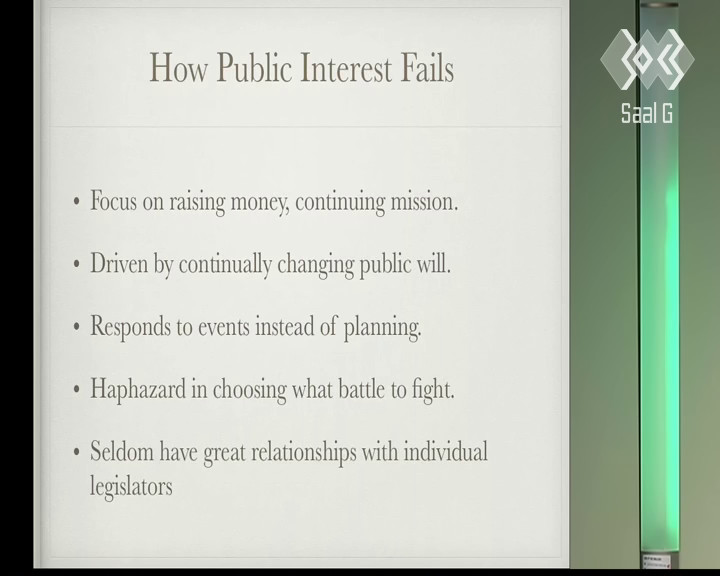 How Public Interest Fails
Saal G
• Focus on raising money, continuing mission.
• Driven by continually changing public will.
• Responds to events instead of planning.
• Haphazard in choosing what battle to fight.
• Seldom have great relationships with individual
legislators